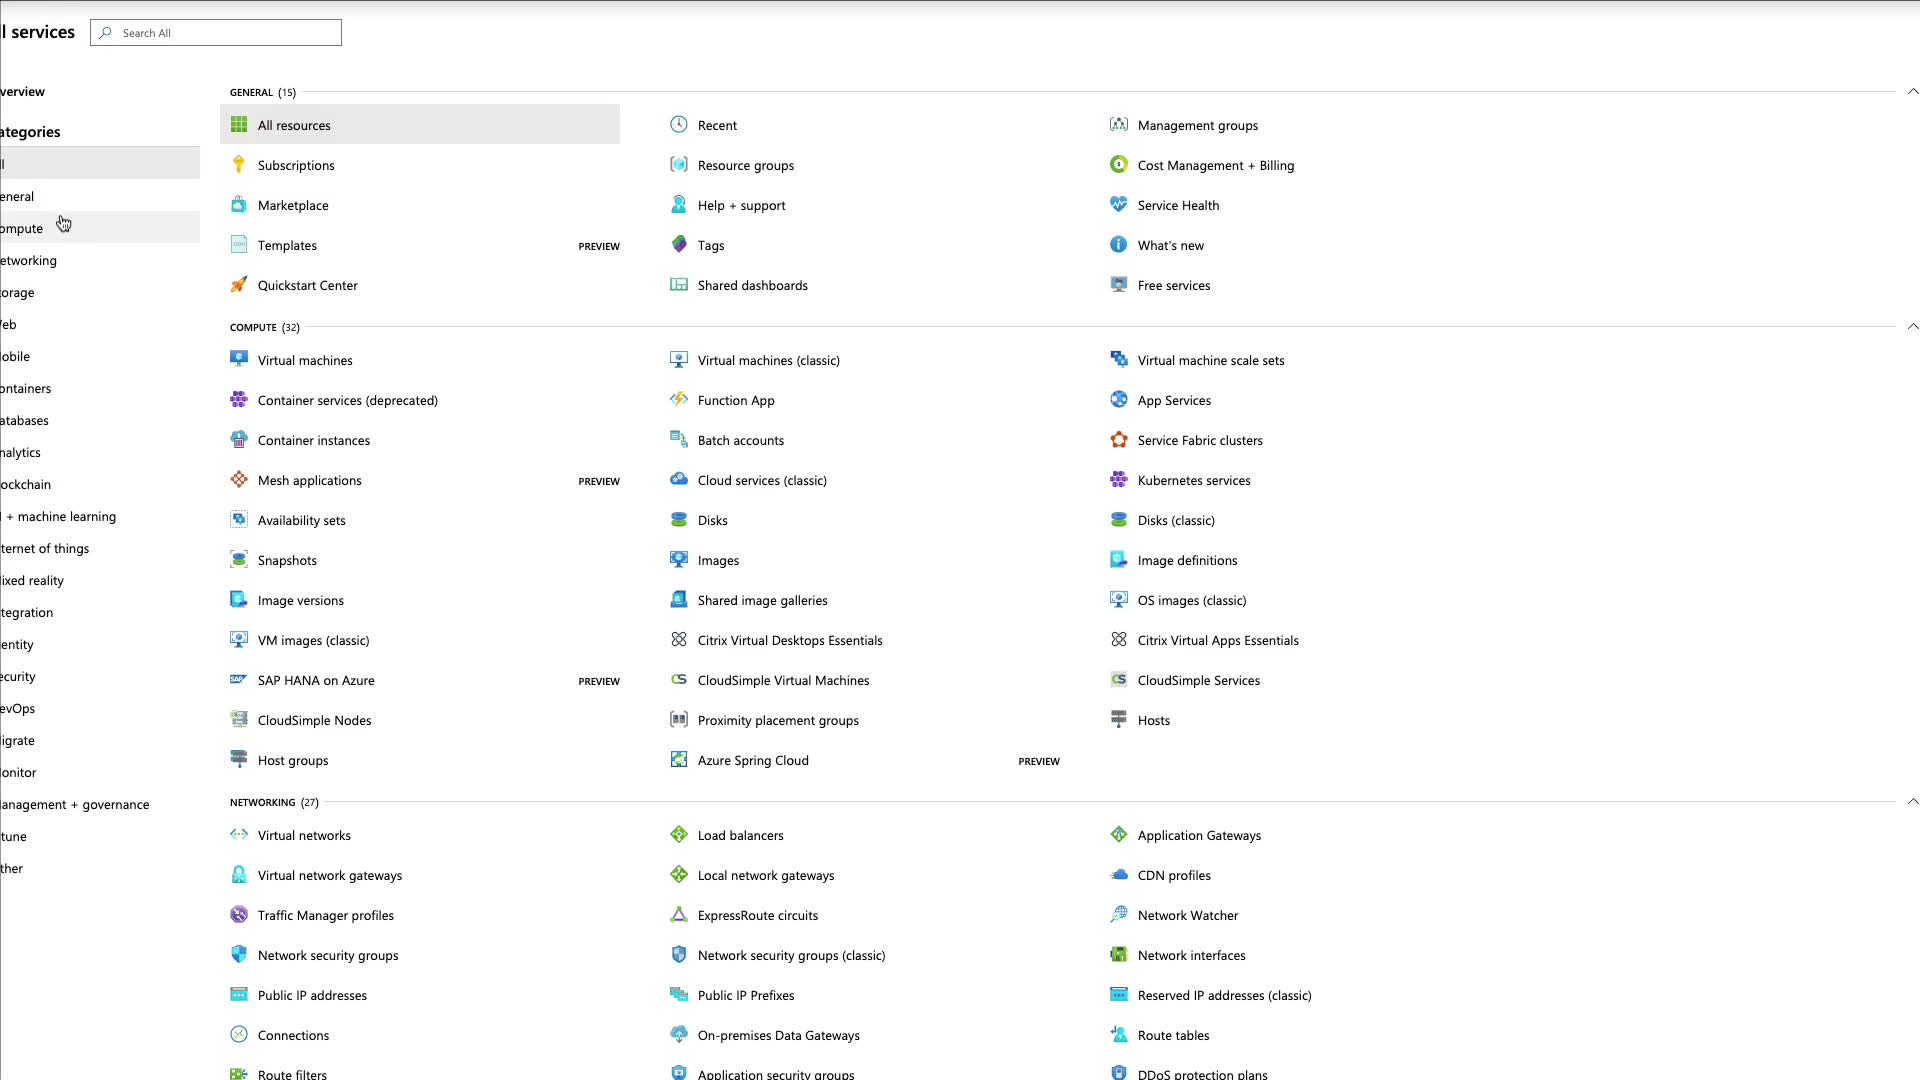 ll services
Search All
verview
ategories
ll
eneral
ompute
etworking
torage
eb
obile
ontainers
atabases
nalytics
ockchain
I + machine learning
ternet of things
ixed reality
tegration
entity
ecurity
evOps
igrate
onitor
anagement + governance
tune
ther
GENERAL (15)
All resources
Recent
Management groups
Subscriptions
Resource groups
Cost Management + Billing
Marketplace
Help + support
Service Health
Templates PREVIEW
Tags
What's new
Quickstart Center
Shared dashboards
Free services
COMPUTE (32)
Virtual machines
Virtual machines (classic)
Virtual machine scale sets
Container services (deprecated)
Function App
App Services
Container instances
Batch accounts
Service Fabric clusters
Mesh applications PREVIEW
Cloud services (classic)
Kubernetes services
Availability sets
Disks
Disks (classic)
Snapshots
Images
Image definitions
Image versions
Shared image galleries
OS images (classic)
VM images (classic)
Citrix Virtual Desktops Essentials
Citrix Virtual Apps Essentials
SAP HANA on Azure PREVIEW
CloudSimple Virtual Machines
CloudSimple Services
CloudSimple Nodes
Proximity placement groups
Hosts
Host groups
Azure Spring Cloud PREVIEW
NETWORKING (27)
Virtual networks
Load balancers
Application Gateways
Virtual network gateways
Local network gateways
CDN profiles
Traffic Manager profiles
ExpressRoute circuits
Network Watcher
Network security groups
Network security groups (classic)
Network interfaces
Public IP addresses
Public IP Prefixes
Reserved IP addresses (classic)
Connections
On-premises Data Gateways
Route tables
Route filters
Application security groups
DDoS protection plans